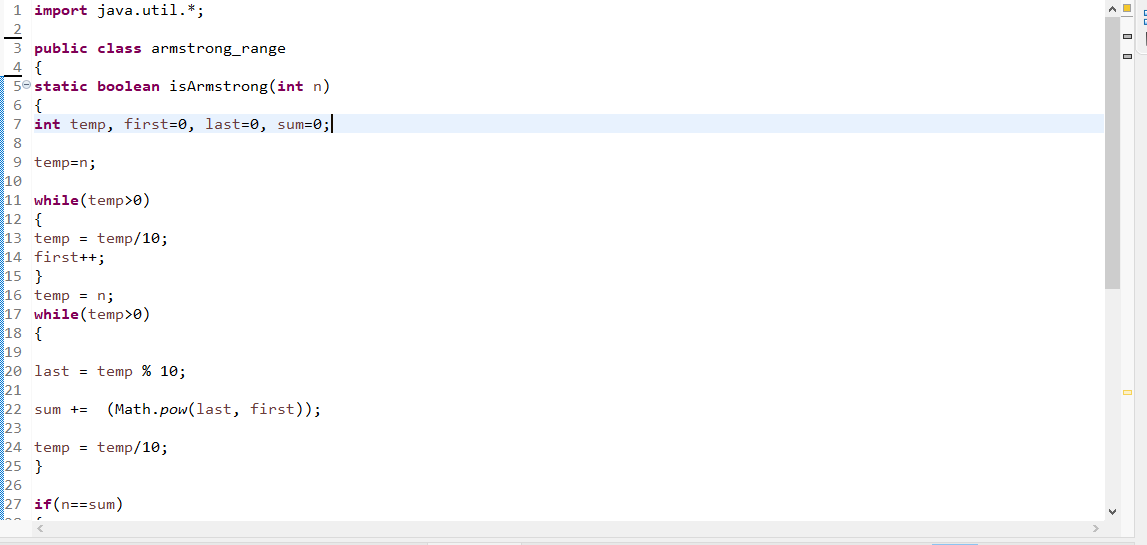 1 import java.util.*;
2
3 public class armstrong_range
4 {
5 static boolean isArmstrong(int n)
6 {
7 int temp, first=0, last=0, sum=0;
8
9 temp=n;
10
11 while(temp>0)
12 {
13 temp = temp/10;
14 first++;
15 }
16 temp = n;
17 while(temp>0)
18 {
19
20 last = temp % 10;
21
22 sum +=  (Math.pow(last, first));
23
24 temp = temp/10;
25 }
26
27 if(n==sum)